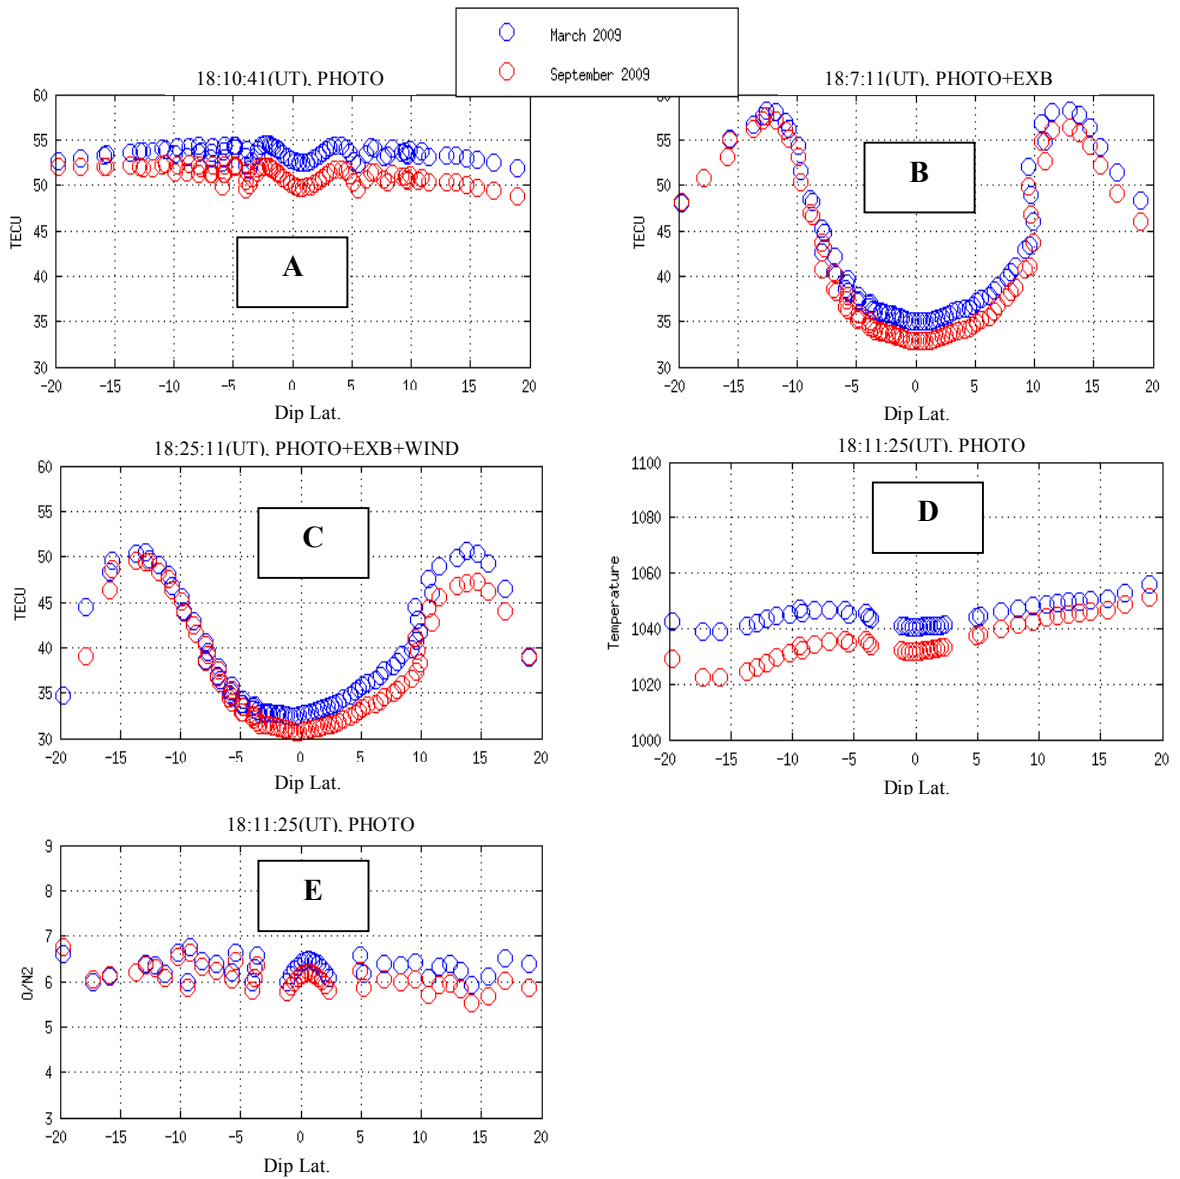 March 2009
September 2009
18:10:41(UT), PHOTO
60
55
50
45
40
35
30
TECU
A
-20 -15 -10 -5 0 5 10 15 20
Dip Lat.
18:7:11(UT), PHOTO+EXB
60
55
50
45
40
35
30
TECU
B
-20 -15 -10 -5 0 5 10 15 20
Dip Lat.
18:25:11(UT), PHOTO+EXB+WIND
60
55
50
45
40
35
30
TECU
C
-20 -15 -10 -5 0 5 10 15 20
Dip Lat.
18:11:25(UT), PHOTO
1100
1080
1060
1040
1020
1000
Temperature
D
-20 -15 -10 -5 0 5 10 15 20
Dip Lat.
18:11:25(UT), PHOTO
9
8
7
6
5
4
3
O/N2
E
-20 -15 -10 -5 0 5 10 15 20
Dip Lat.